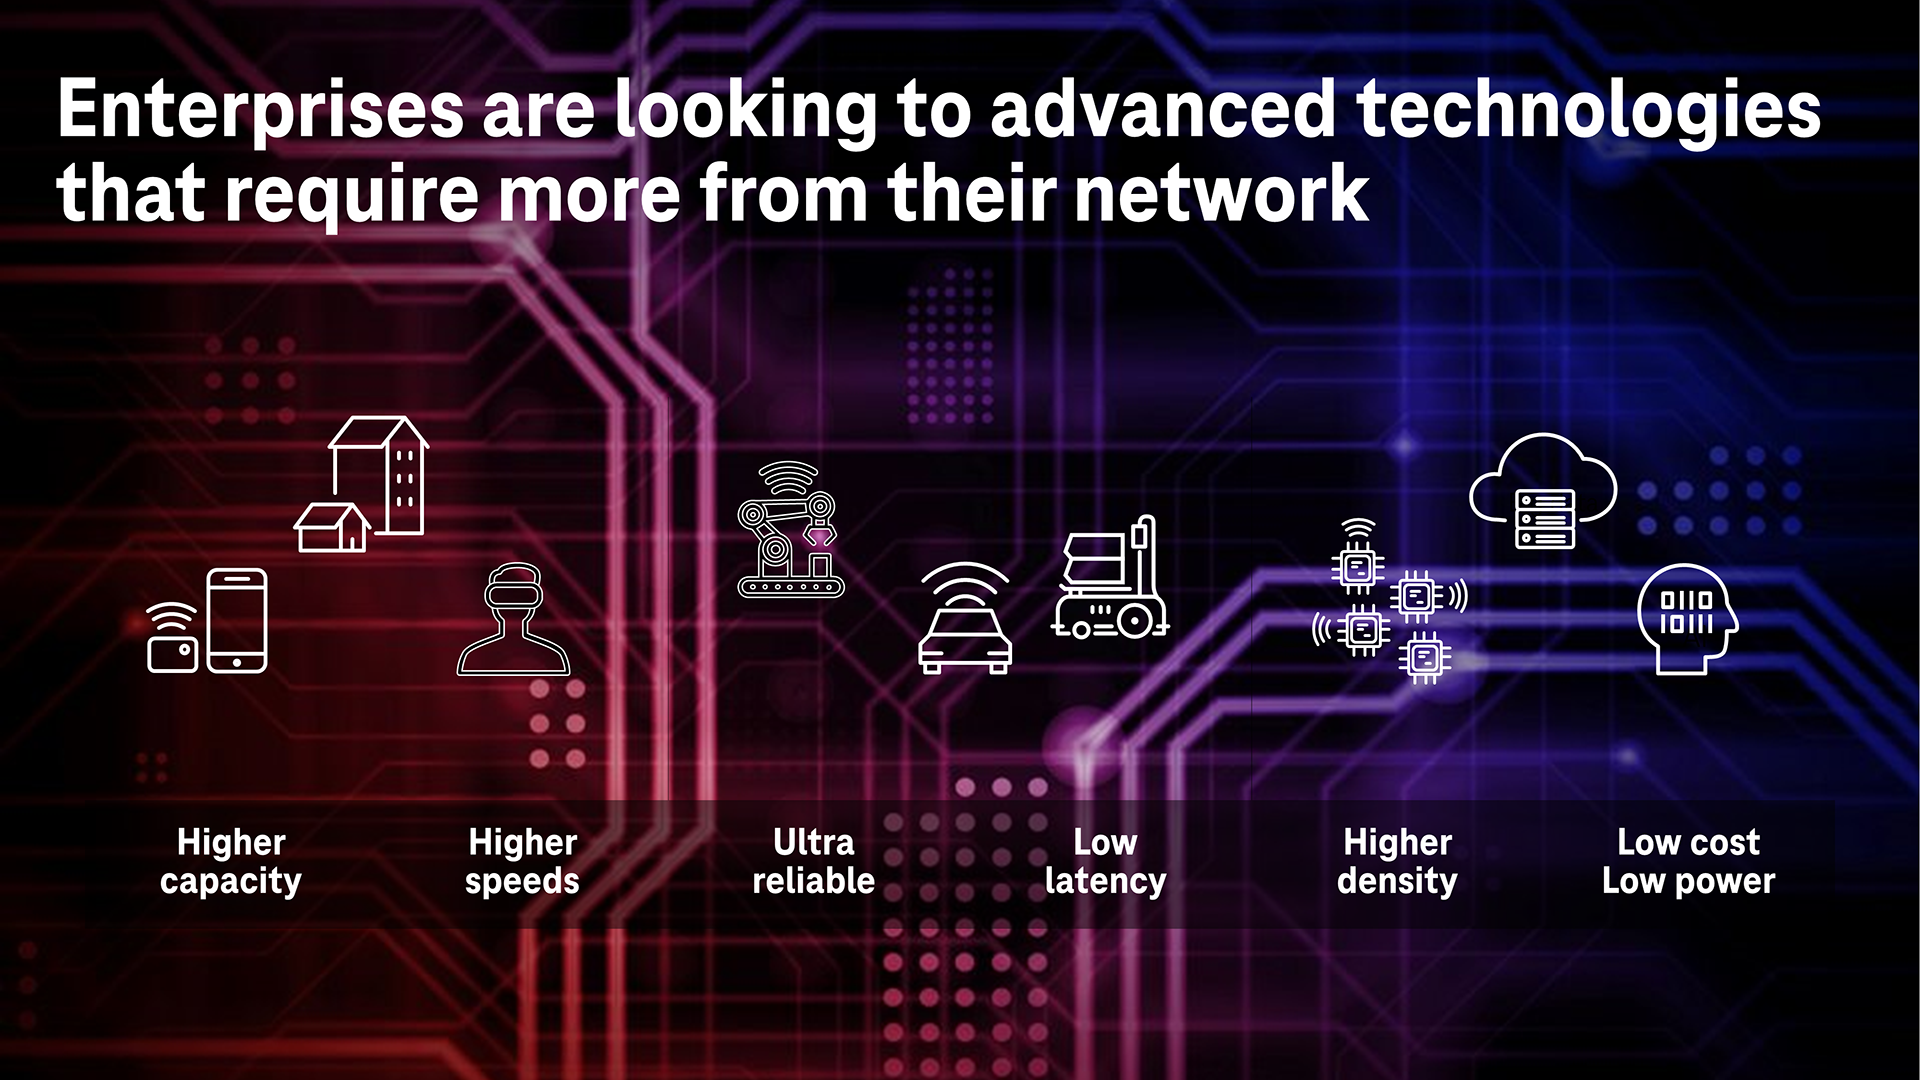 Enterprises are looking to advanced technologies
that require more from their network
0110
10111
Higher
capacity
Higher
speeds
Ultra
reliable
Low
latency
Higher
density
Low cost
Low power